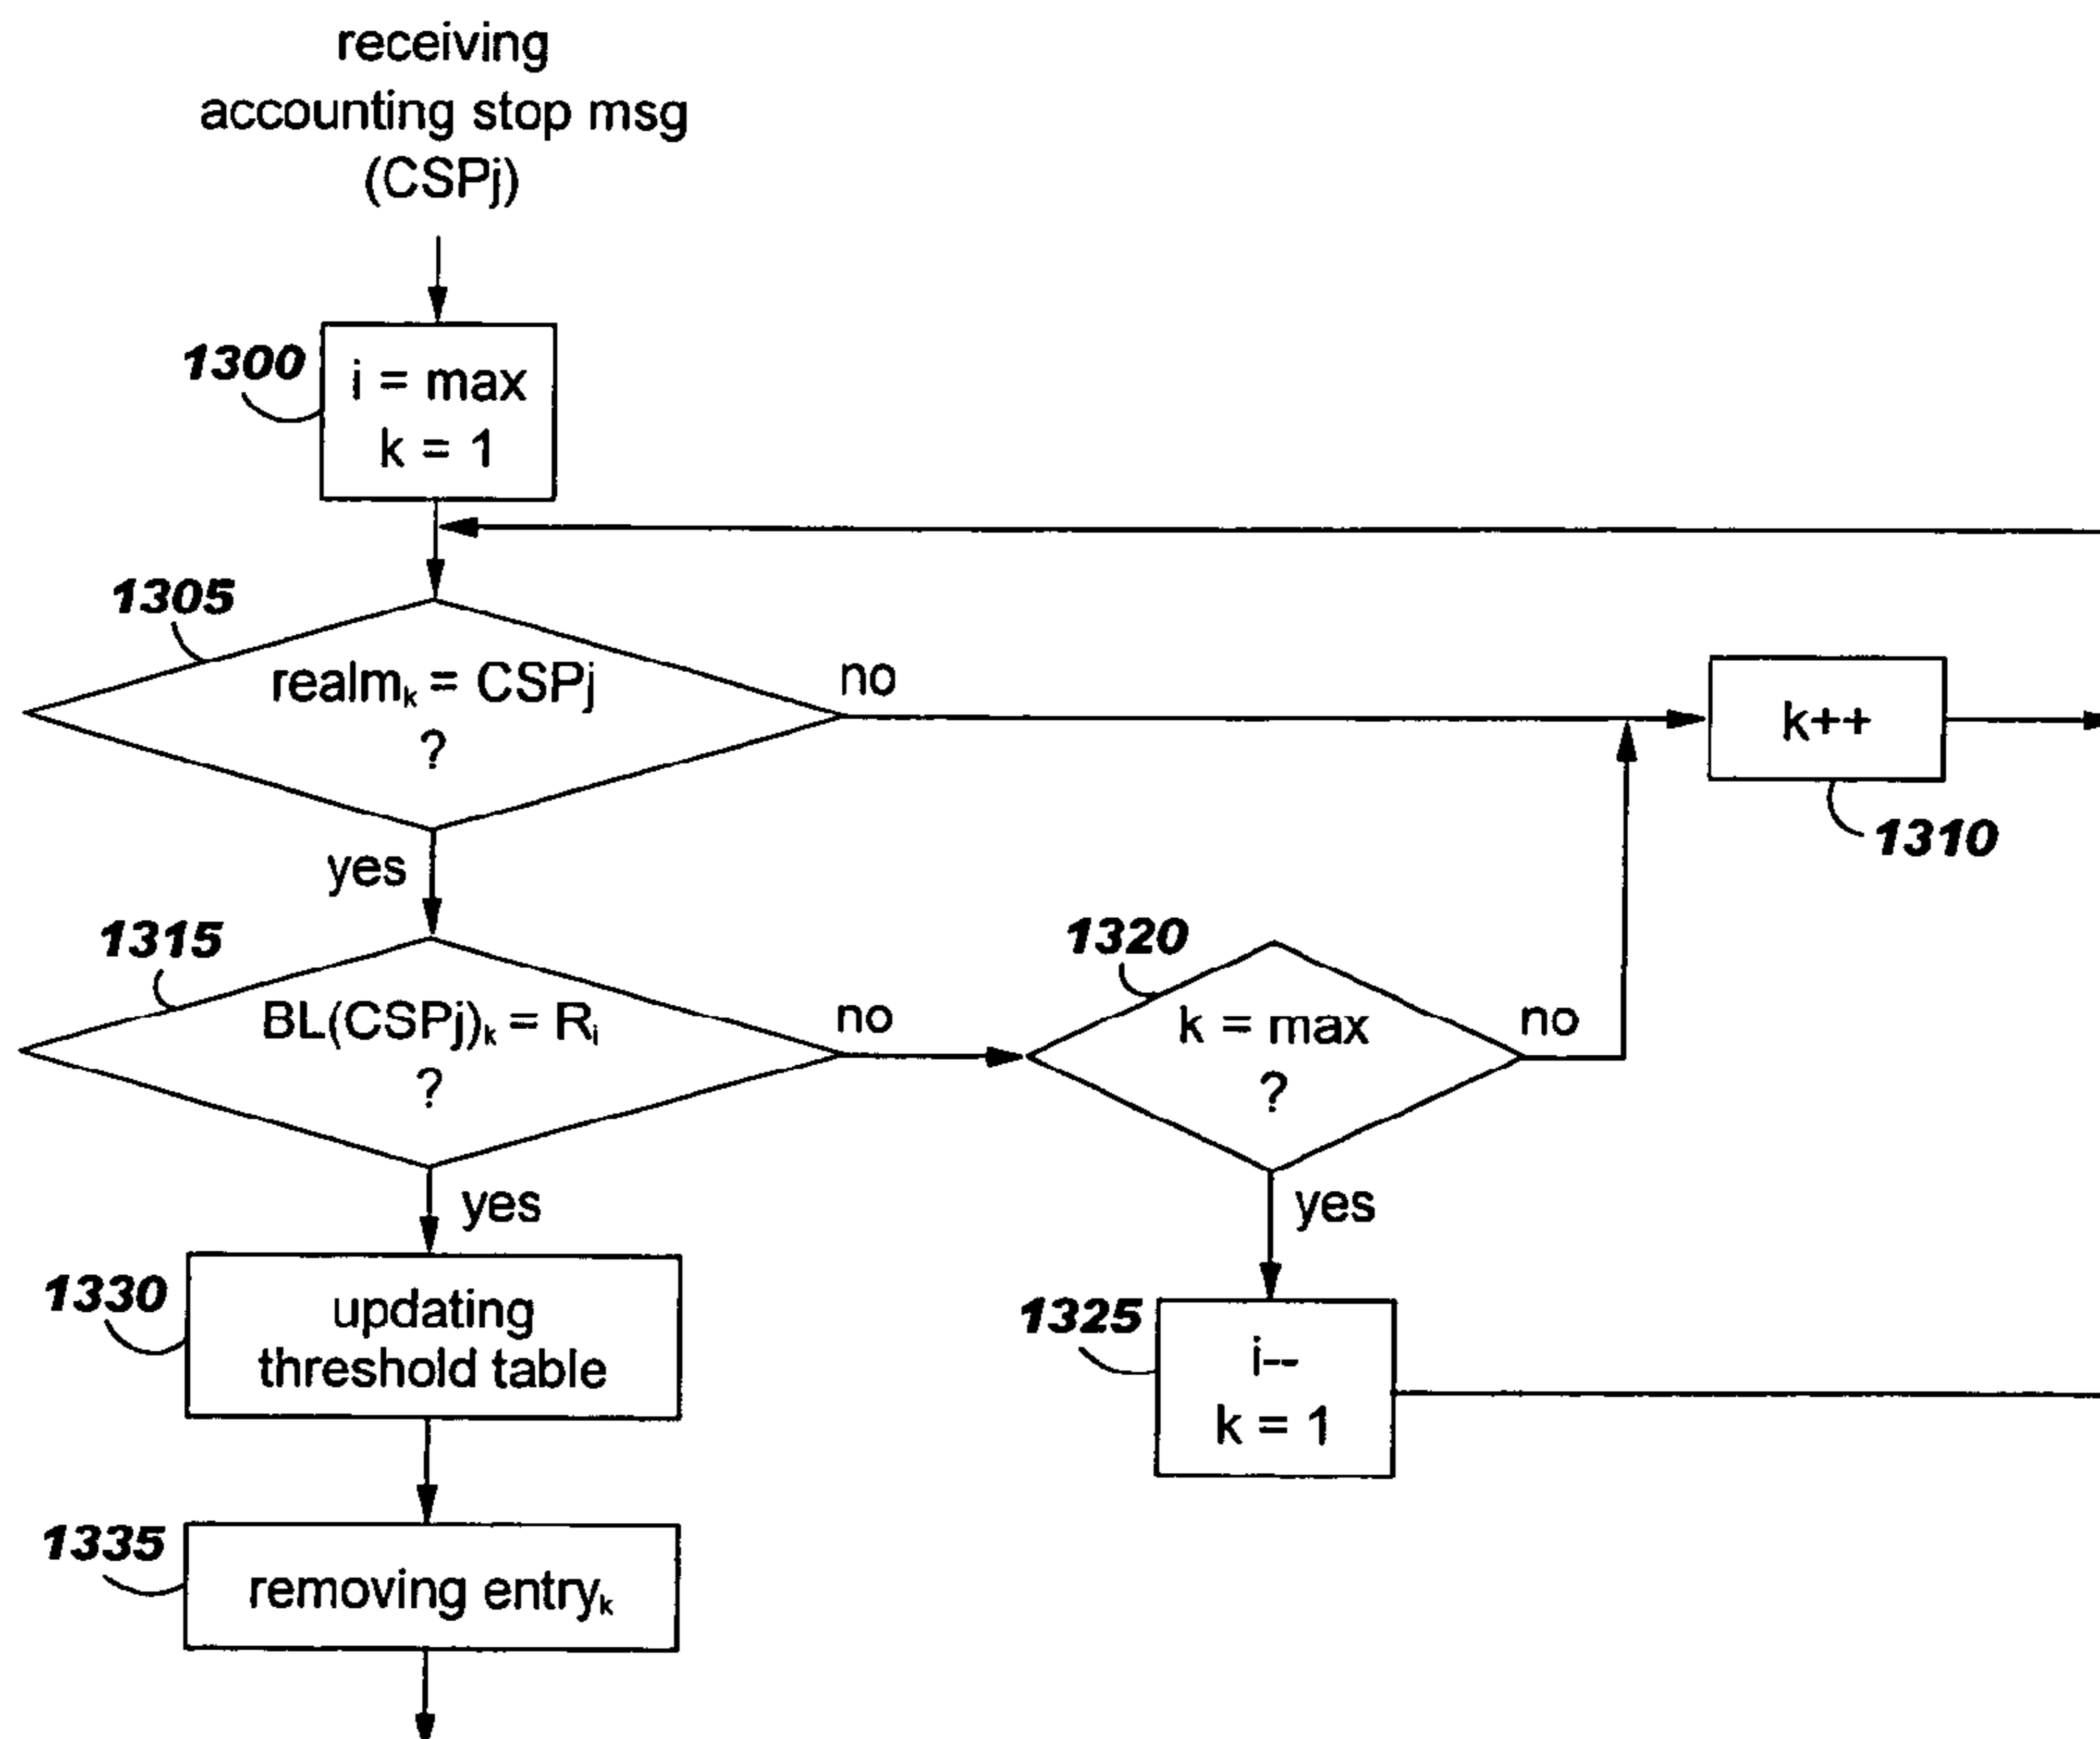 receiving
accounting stop msg
(CSPj)
1300
i = max
k = 1
1305
realmk = CSPj
?
no
k++
1310
yes
1315
BL(CSPj)k = Ri
?
no
1320
k = max
?
no
yes
yes
1330
updating
threshold table
1325
i--
k = 1
1335
removing entryk